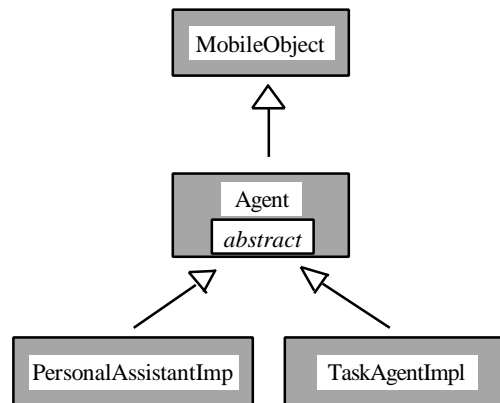 MobileObject
Agent
abstract
PersonalAssistantImp
TaskAgentImpl